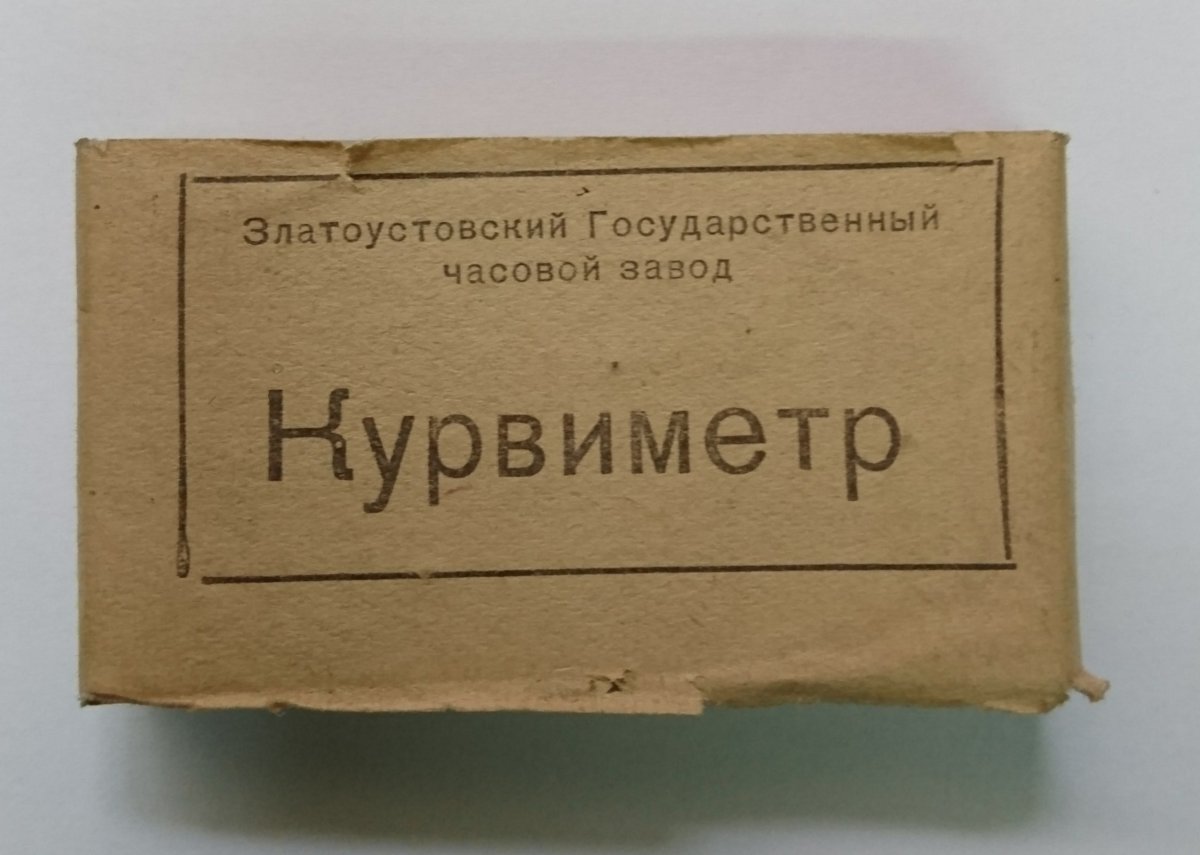 Златоустовский Государственный
часовой завод
Курвиметр